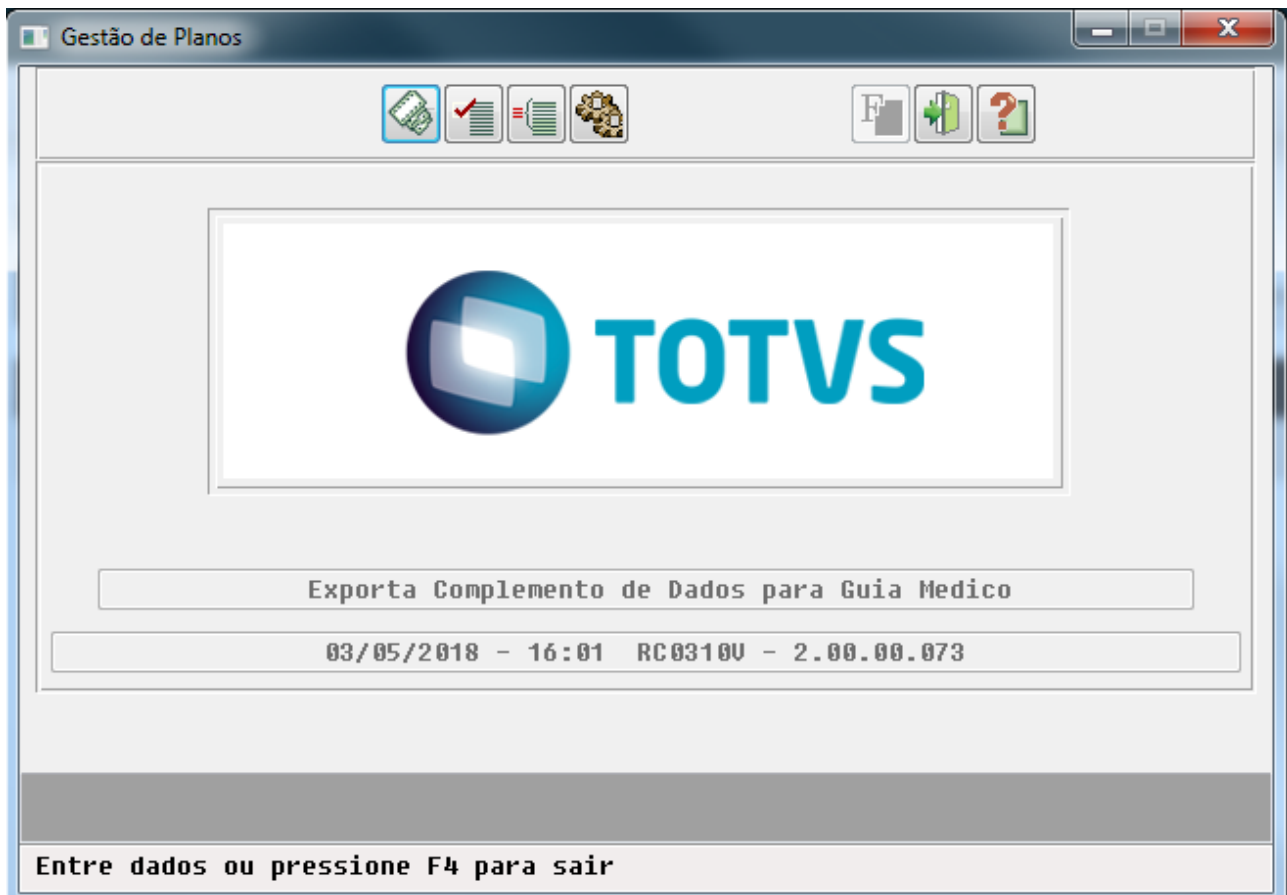 Gestão de Planos
F
TOTVS
Exporta Complemento de Dados para Guia Medico
03/05/2018 - 16:01 RC0310V - 2.00.00.073
Entre dados ou pressione F4 para sair